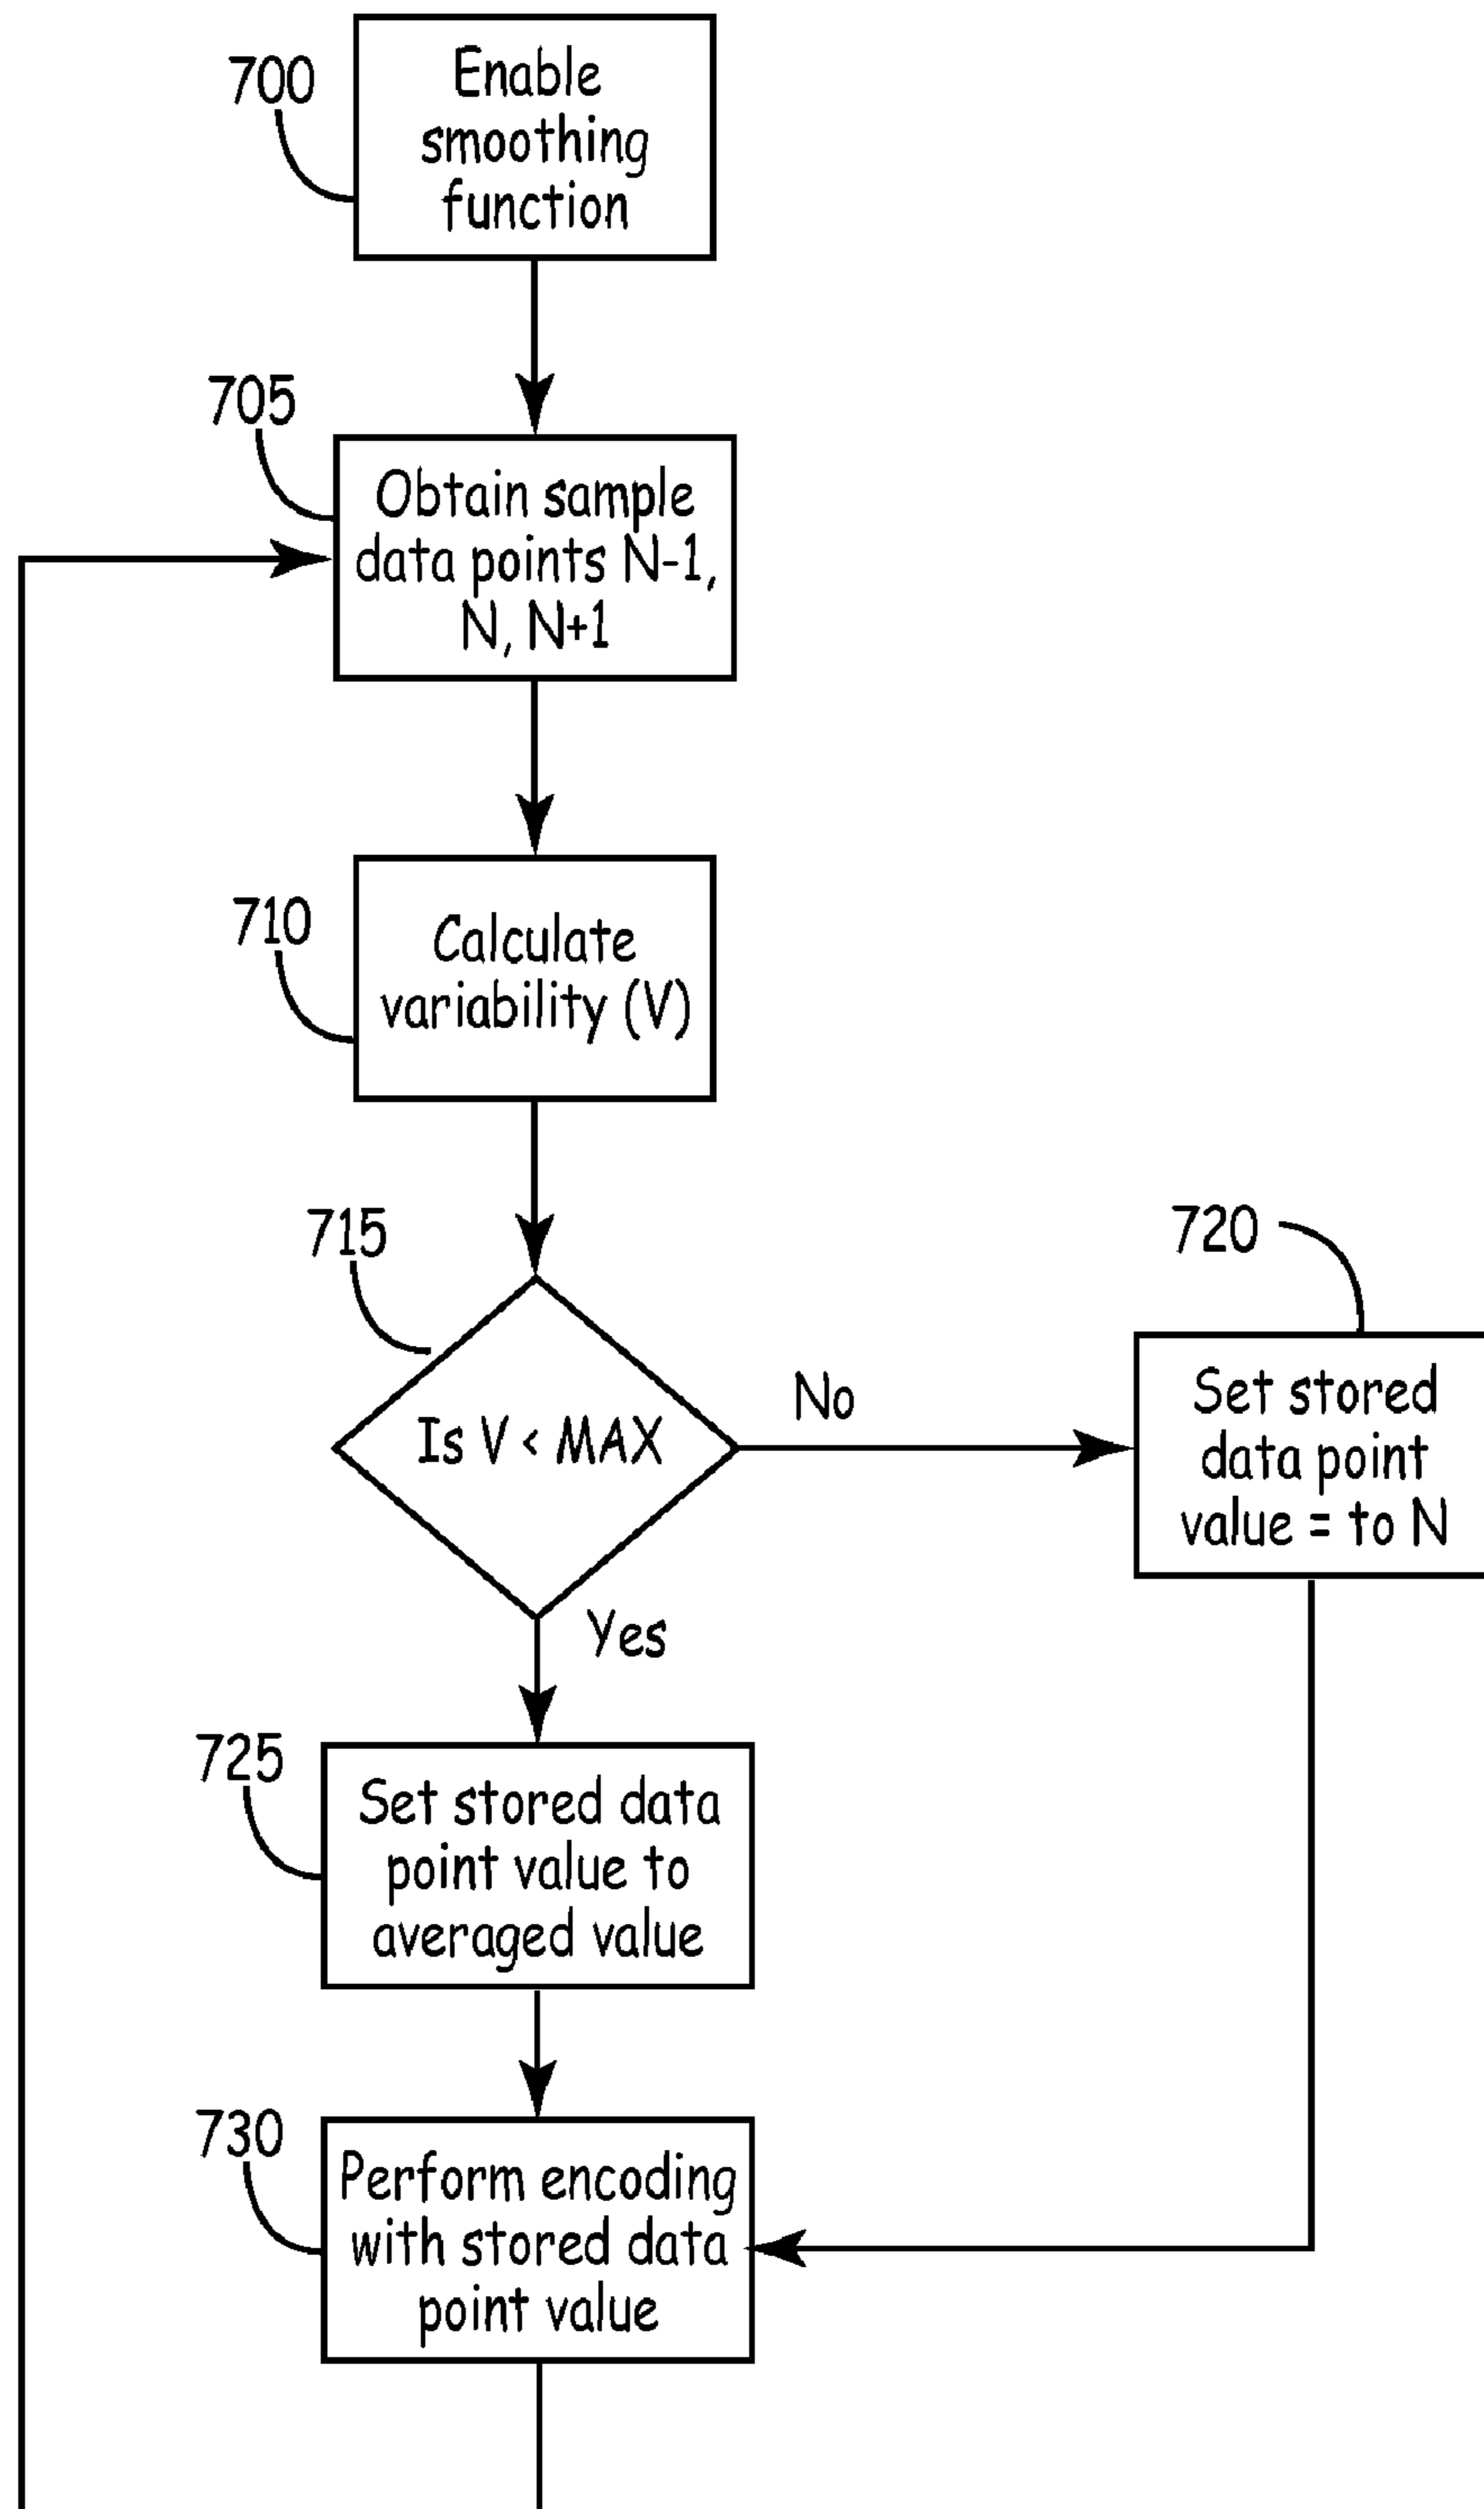 700
Enable
smoothing
function
705
Obtain sample
data points N-1,
N, N+1
710
Calculate
variability (V)
715
Is V < MAX
No
720
Set stored
data point
value = to N
Yes
725
Set stored data
point value to
averaged value
730
Perform encoding
with stored data
point value